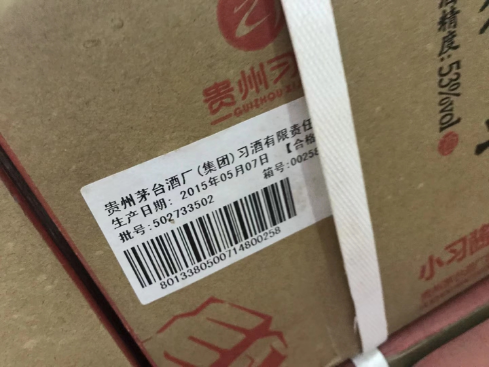 贵州习
GUIZHOU XI
酒精度:53%vol
贵州茅台酒厂(集团)习酒有限责任
生产日期: 2015年05月07日 【合格
批号:502733502
箱号:00258
8013380500714800258
小习酱